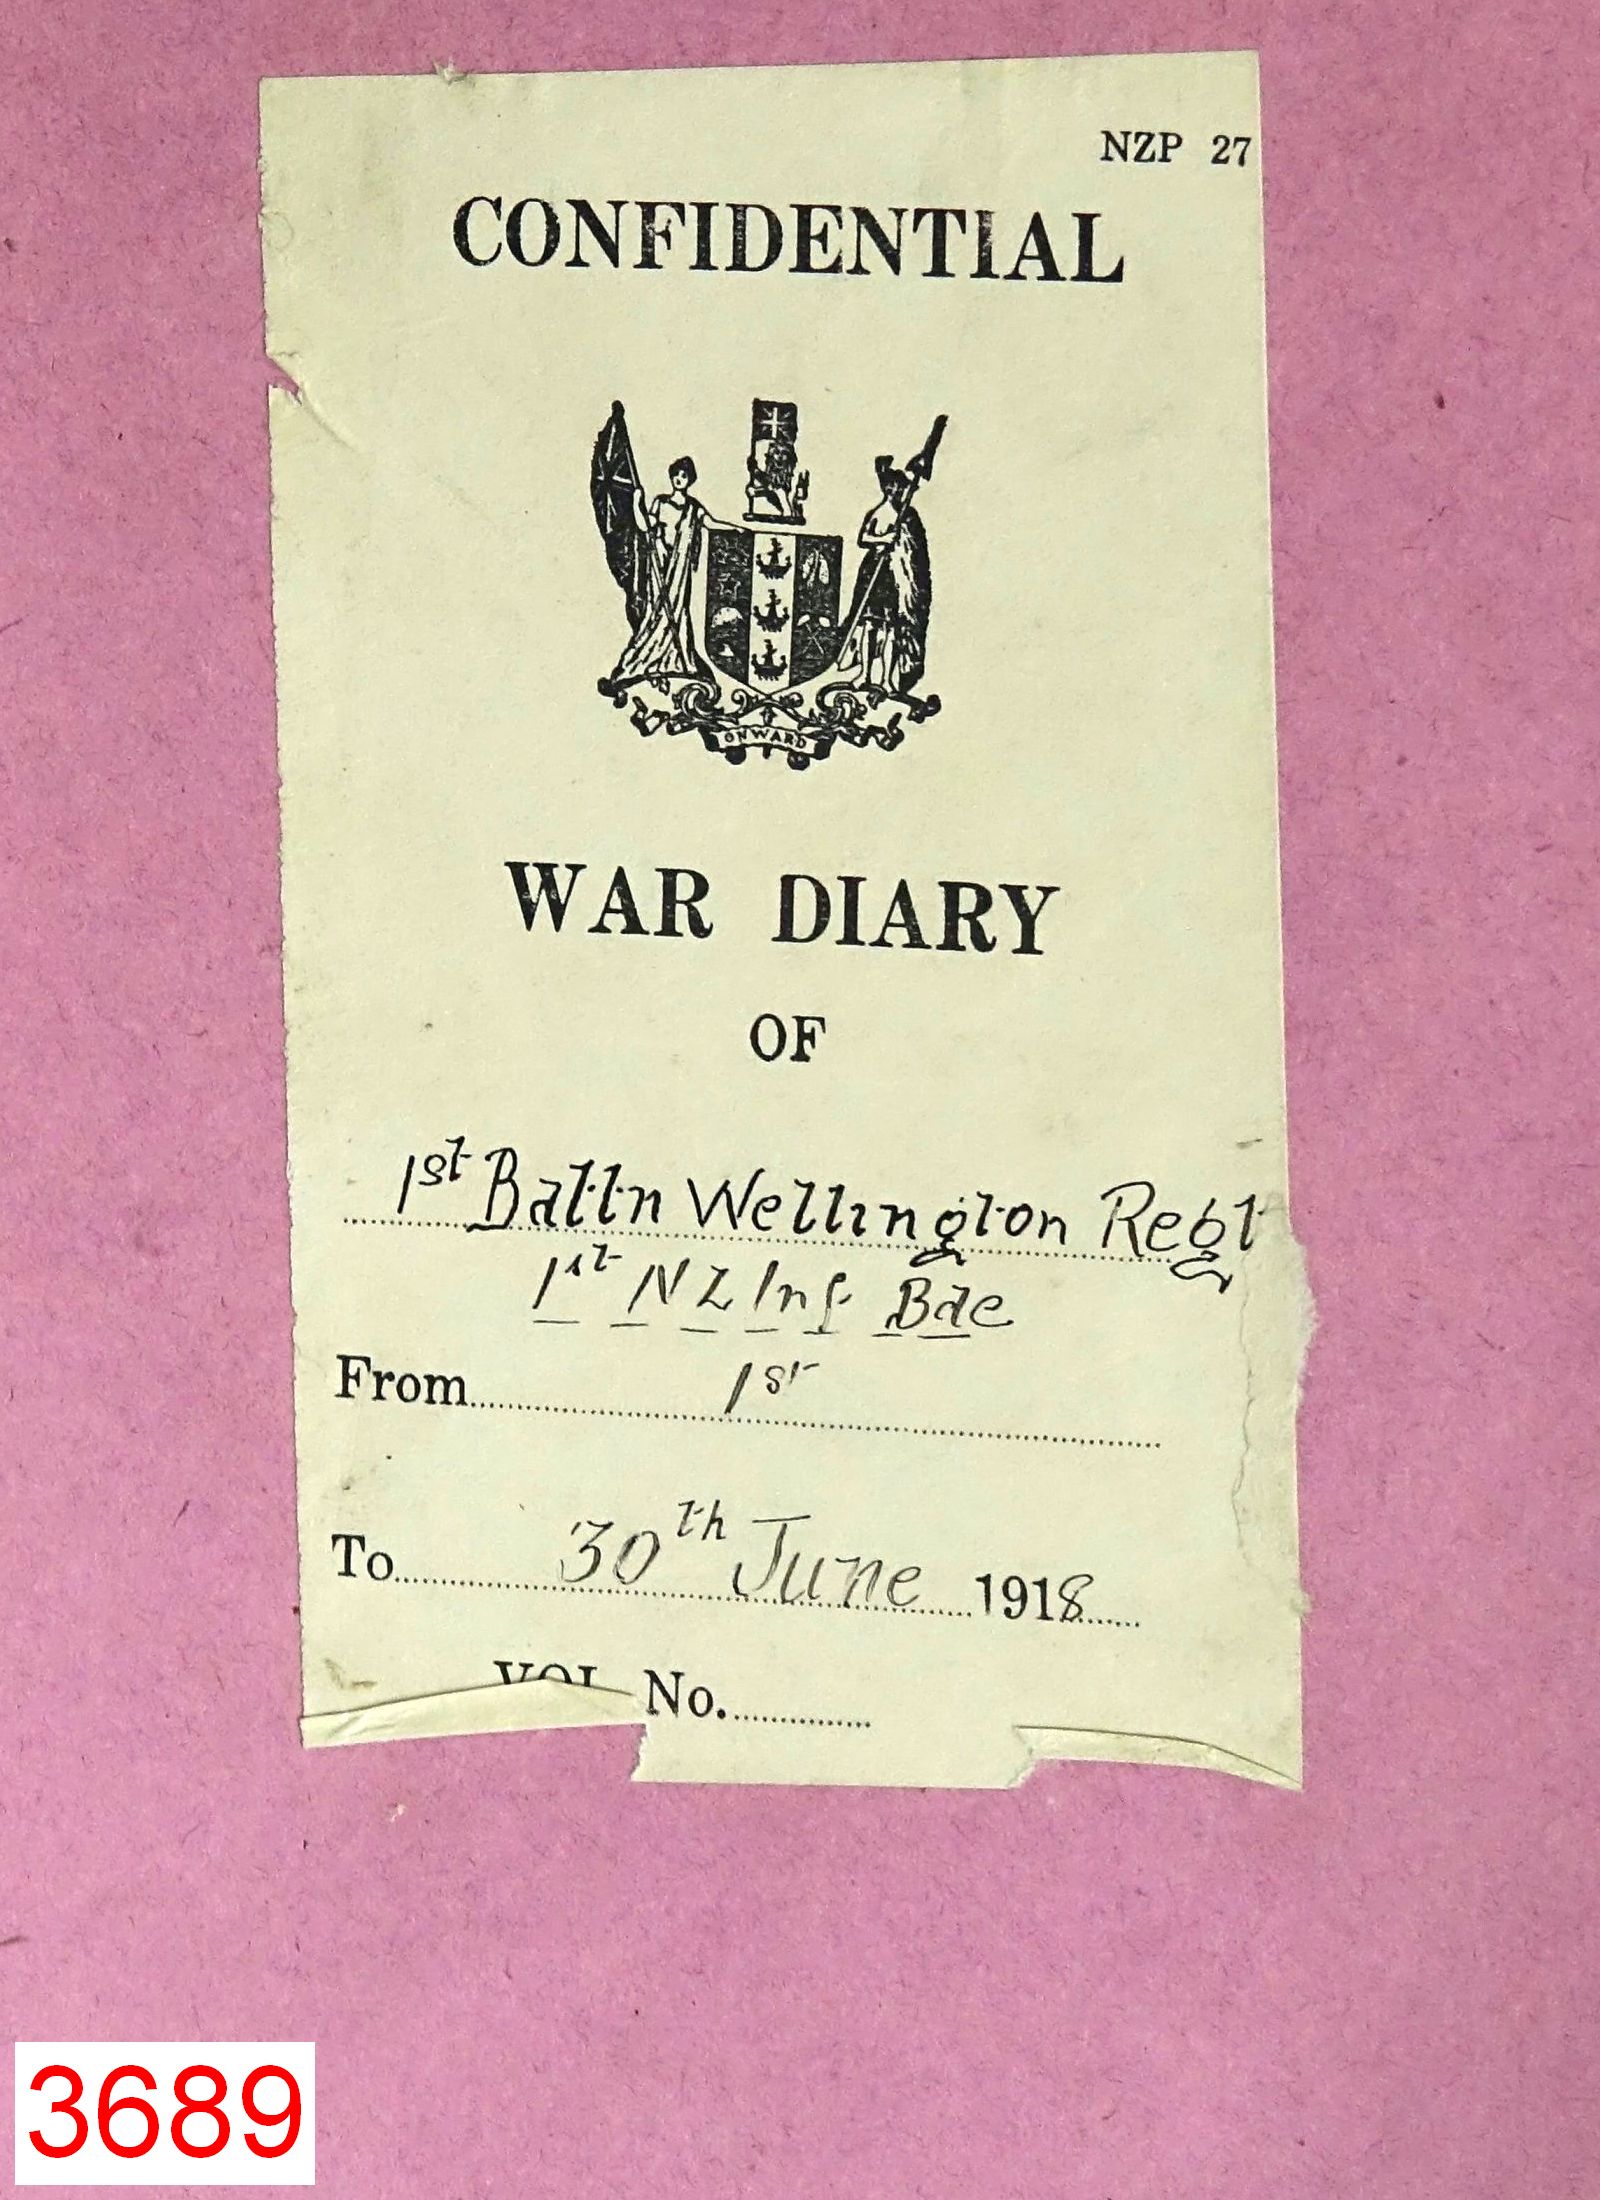 NZP 27
CONFIDENTIAL
ONWARD
WAR DIARY
OF
1st Battn Wellington Regt
1st NZ Inf Bde
From 1st
To 30th June 1918
VOL No.
3689